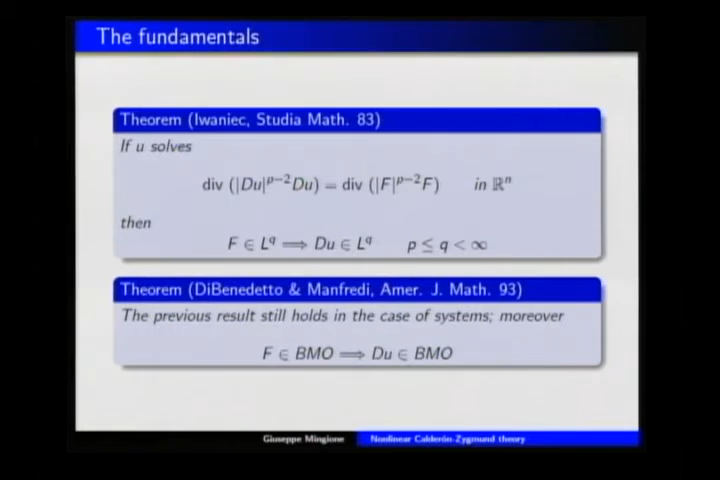 The fundamentals
Theorem (Iwaniec, Studia Math. 83)
If u solves
div (|Du|^{p−2}Du) = div (|F|^{p−2}F) in ℝⁿ
then
F ∈ L^q ⟹ Du ∈ L^q p ≤ q < ∞
Theorem (DiBenedetto & Manfredi, Amer. J. Math. 93)
The previous result still holds in the case of systems; moreover
F ∈ BMO ⟹ Du ∈ BMO
Giuseppe Mingione Nonlinear Calderón-Zygmund theory